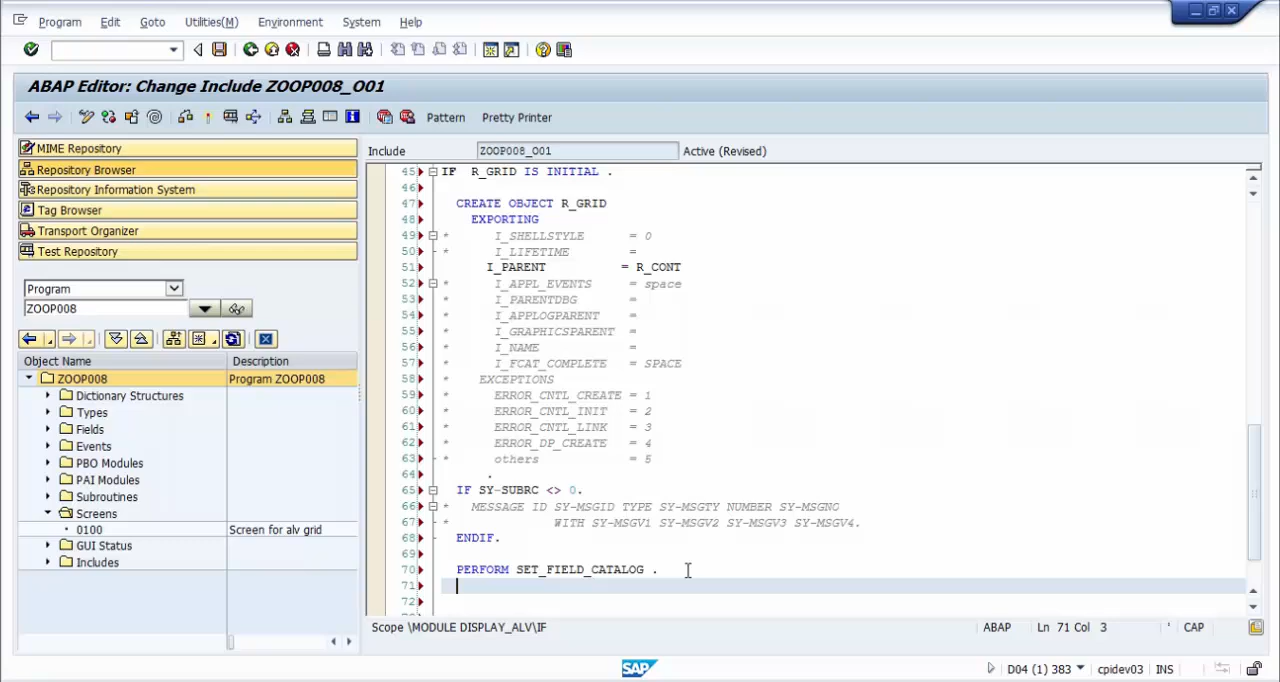 Program Edit Goto Utilities(M) Environment System Help
ABAP Editor: Change Include ZOOP008_O01
Pattern Pretty Printer
MIME Repository
Repository Browser
Repository Information System
Tag Browser
Transport Organizer
Test Repository
Program
ZOOP008
Object Name Description
ZOOP008 Program ZOOP008
Dictionary Structures
Types
Fields
Events
PBO Modules
PAI Modules
Subroutines
Screens
0100 Screen for alv grid
GUI Status
Includes
Include ZOOP008_O01 Active (Revised)
45 IF R_GRID IS INITIAL .
46
47 CREATE OBJECT R_GRID
48 EXPORTING
49 * I_SHELLSTYLE = 0
50 * I_LIFETIME =
51 I_PARENT = R_CONT
52 * I_APPL_EVENTS = space
53 * I_PARENTDBG =
54 * I_APPLOGPARENT =
55 * I_GRAPHICSPARENT =
56 * I_NAME =
57 * I_FCAT_COMPLETE = SPACE
58 * EXCEPTIONS
59 * ERROR_CNTL_CREATE = 1
60 * ERROR_CNTL_INIT = 2
61 * ERROR_CNTL_LINK = 3
62 * ERROR_DP_CREATE = 4
63 * others = 5
64 .
65 IF SY-SUBRC <> 0.
66 * MESSAGE ID SY-MSGID TYPE SY-MSGTY NUMBER SY-MSGNO
67 * WITH SY-MSGV1 SY-MSGV2 SY-MSGV3 SY-MSGV4.
68 ENDIF.
69
70 PERFORM SET_FIELD_CATALOG .
71
72
Scope \MODULE DISPLAY_ALV\IF ABAP Ln 71 Col 3 ' CAP
SAP D04 (1) 383 cpidev03 INS